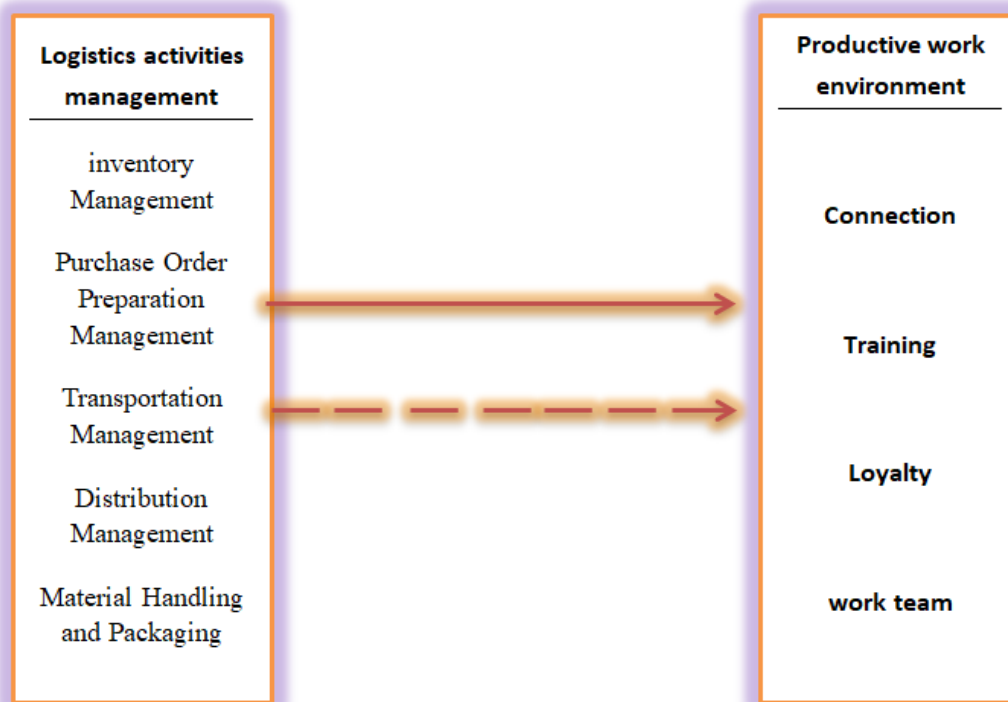 Logistics activities
management
inventory
Management
Purchase Order
Preparation
Management
Transportation
Management
Distribution
Management
Material Handling
and Packaging
Productive work
environment
Connection
Training
Loyalty
work team